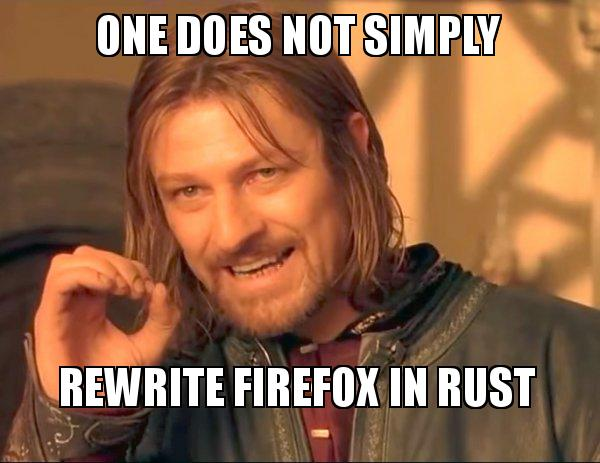 ONE DOES NOT SIMPLY
REWRITE FIREFOX IN RUST